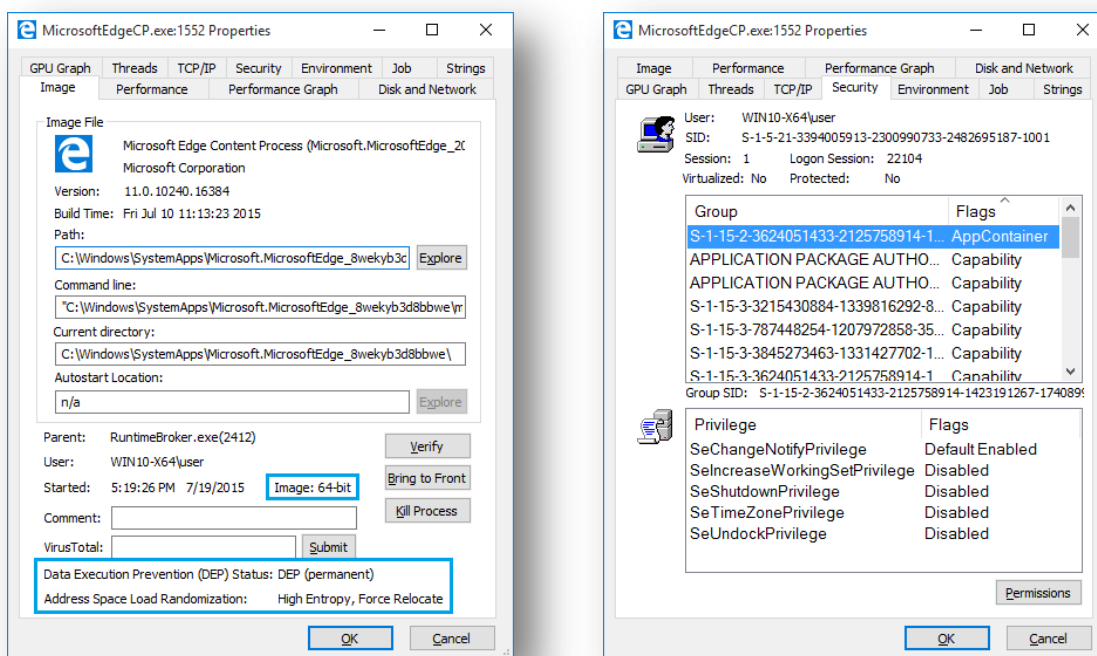 MicrosoftEdgeCP.exe:1552 Properties
GPU Graph Threads TCP/IP Security Environment Job Strings
Image Performance Performance Graph Disk and Network
Image File
Microsoft Edge Content Process (Microsoft.MicrosoftEdge_20
Microsoft Corporation
Version: 11.0.10240.16384
Build Time: Fri Jul 10 11:13:23 2015
Path:
C:\Windows\SystemApps\Microsoft.MicrosoftEdge_8wekyb3d Explore
Command line:
"C:\Windows\SystemApps\Microsoft.MicrosoftEdge_8wekyb3d8bbwe\m
Current directory:
C:\Windows\SystemApps\Microsoft.MicrosoftEdge_8wekyb3d8bbwe\
Autostart Location:
n/a Explore
Parent: RuntimeBroker.exe(2412)
Verify
User: WIN10-X64\user
Started: 5:19:26 PM 7/19/2015 Image: 64-bit
Bring to Front
Comment:
Kill Process
VirusTotal: Submit
Data Execution Prevention (DEP) Status: DEP (permanent)
Address Space Load Randomization: High Entropy, Force Relocate
OK Cancel
MicrosoftEdgeCP.exe:1552 Properties
Image Performance Performance Graph Disk and Network
GPU Graph Threads TCP/IP Security Environment Job Strings
User: WIN10-X64\user
SID: S-1-5-21-3394005913-2300990733-2482695187-1001
Session: 1 Logon Session: 22104
Virtualized: No Protected: No
Group Flags
S-1-15-2-3624051433-2125758914-1... AppContainer
APPLICATION PACKAGE AUTHO... Capability
APPLICATION PACKAGE AUTHO... Capability
S-1-15-3-3215430884-1339816292-8... Capability
S-1-15-3-787448254-1207972858-35... Capability
S-1-15-3-3845273463-1331427702-1... Capability
S-1-15-3-3624051433-2125758914-1 Capability
Group SID: S-1-15-2-3624051433-2125758914-1423191267-1740899
Privilege Flags
SeChangeNotifyPrivilege Default Enabled
SeIncreaseWorkingSetPrivilege Disabled
SeShutdownPrivilege Disabled
SeTimeZonePrivilege Disabled
SeUndockPrivilege Disabled
Permissions
OK Cancel